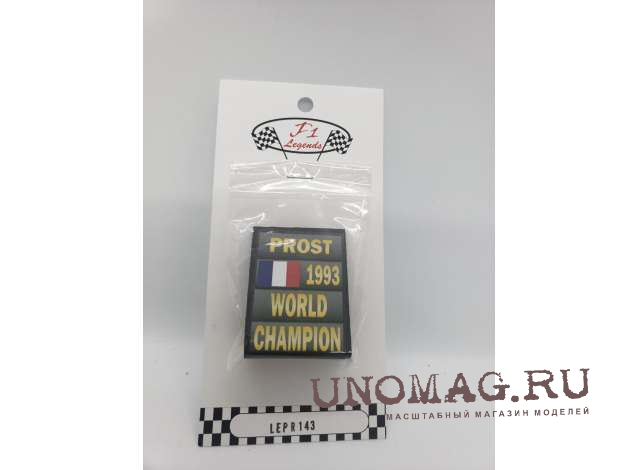 F1
Legends
PROST
1993
WORLD
CHAMPION
UNOMAG.RU
МАСШТАБНЫЙ МАГАЗИН МОДЕЛЕЙ
LEPR143